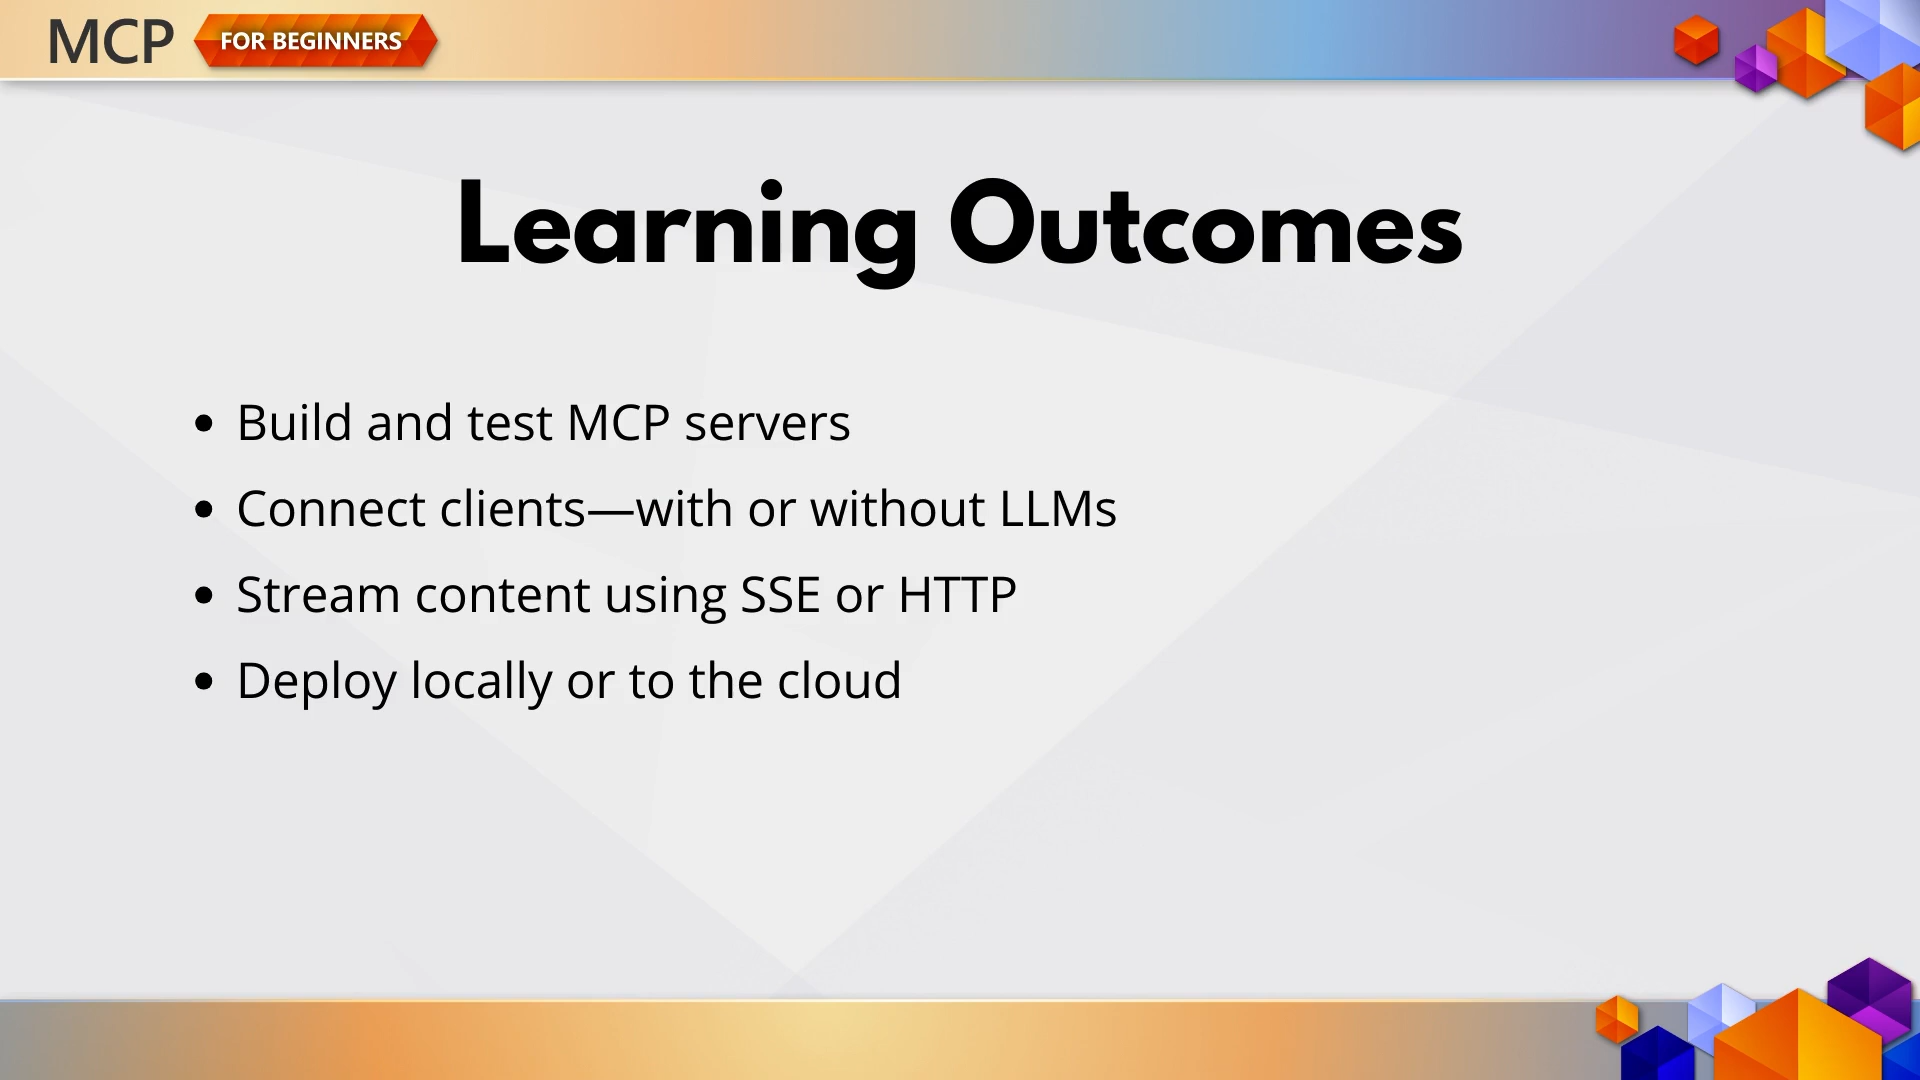 MCP FOR BEGINNERS
Learning Outcomes
• Build and test MCP servers
• Connect clients—with or without LLMs
• Stream content using SSE or HTTP
• Deploy locally or to the cloud